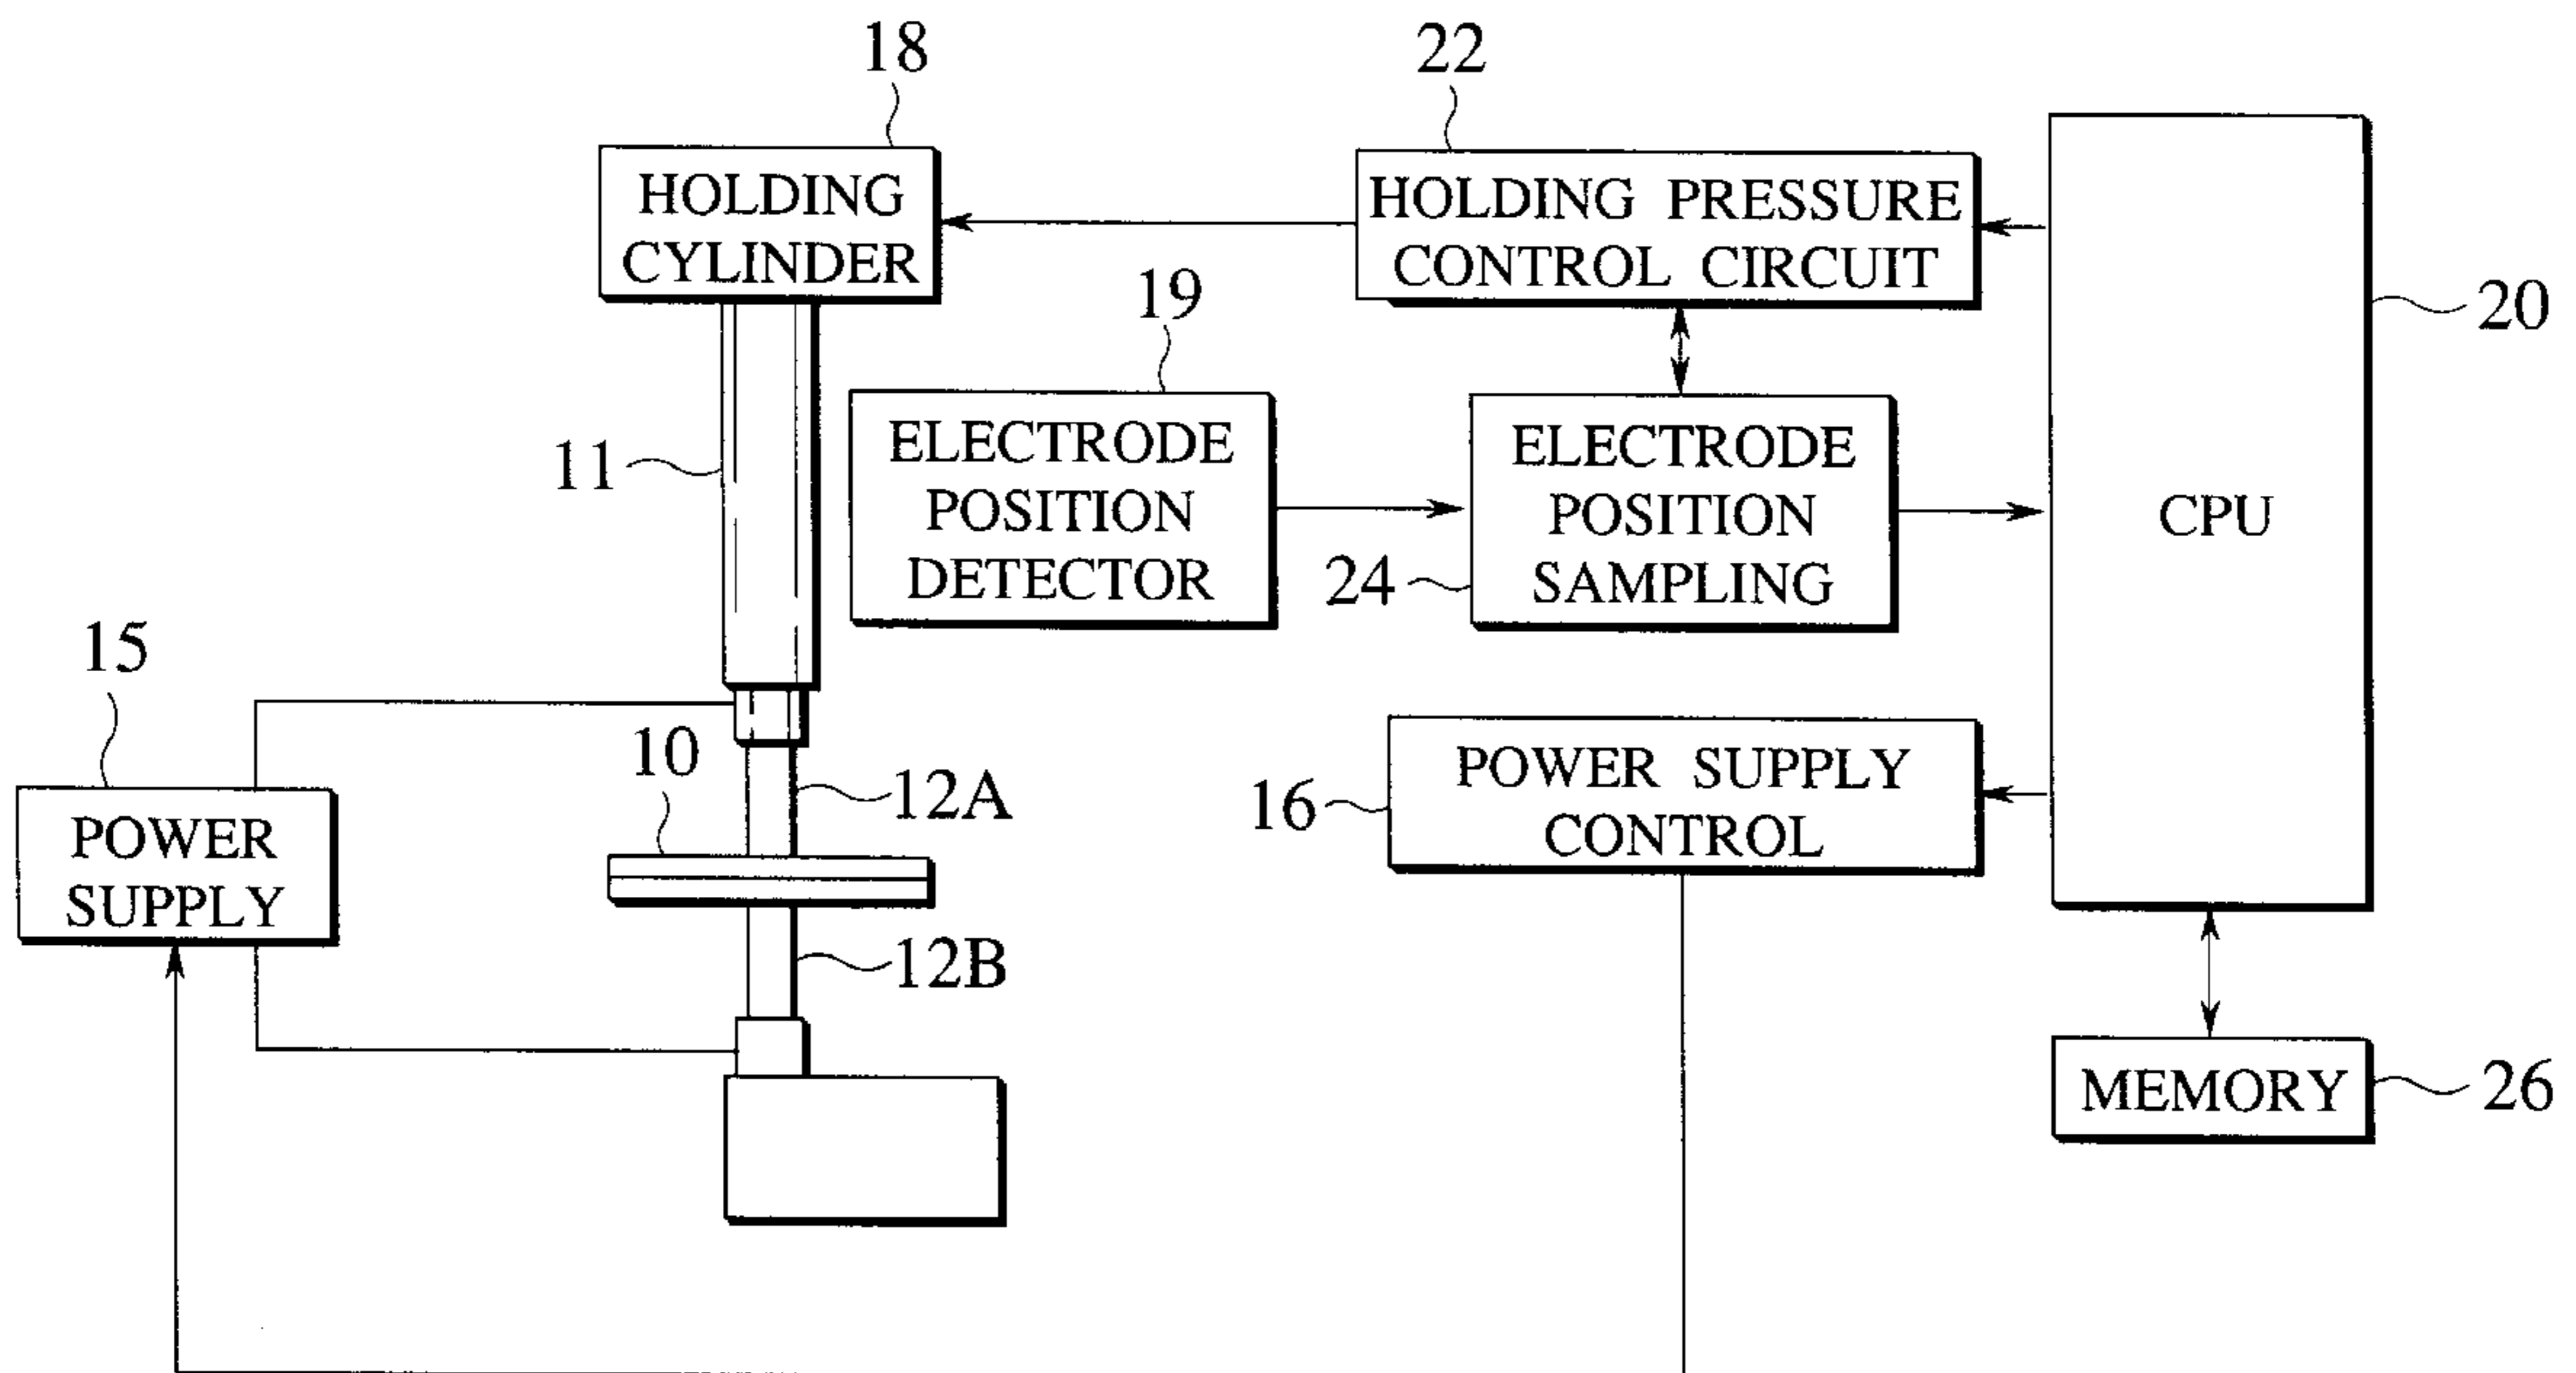 18
22
HOLDING
CYLINDER
HOLDING PRESSURE
CONTROL CIRCUIT
19
20
11
ELECTRODE
POSITION
DETECTOR
24
ELECTRODE
POSITION
SAMPLING
CPU
15
10
12A
16
POWER SUPPLY
CONTROL
POWER
SUPPLY
12B
MEMORY
26